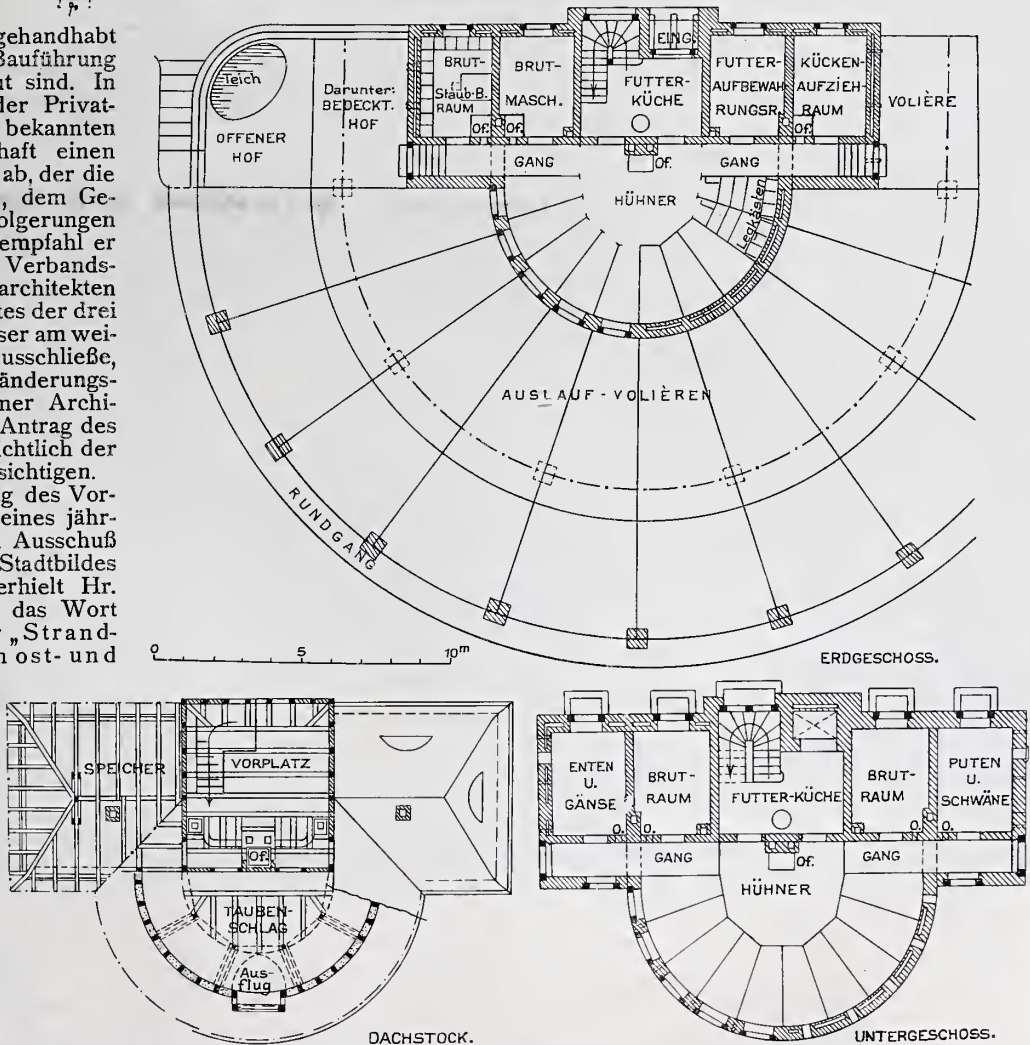 gehandhabt
Bauführung
ut sind. In
der Privat-
bekannten
haft einen
ab, der die
, dem Ge-
olgerungen
empfahl er
Verbands-
architekten
tes der drei
ser am wei-
usschließe,
änderungs-
ner Archi-
Antrag des
ichtlich der
sichtigen.
g des Vor-
eines jähr-
Ausschuß
Stadtbildes
erhielt Hr.
das Wort
„Strand-
n ost- und
Teich
OFFENER
HOF
Darunter:
BEDECKT.
HOF
BRUT-
Staub-B.
RAUM
Of.
BRUT-
MASCH.
Of.
EING.
FUTTER-
KÜCHE
FUTTER-
AUFBEWAH
RUNGSR.
KÜCKEN-
AUFZIEH-
RAUM
Of.
VOLIÈRE
GANG
Of.
GANG
HÜHNER
Legkästen
AUSLAUF-VOLIÈREN
RUNDGANG
0 5 10m
ERDGESCHOSS.
SPEICHER
VORPLATZ
Of.
TAUBEN-
SCHLAG
Aus-
flug
DACHSTOCK.
ENTEN
U.
GÄNSE
O.
BRUT-
RAUM
O.
FUTTER-KÜCHE
BRUT-
RAUM
O.
PUTEN
U.
SCHWÄNE
O.
GANG
Of.
GANG
HÜHNER
UNTERGESCHOSS.